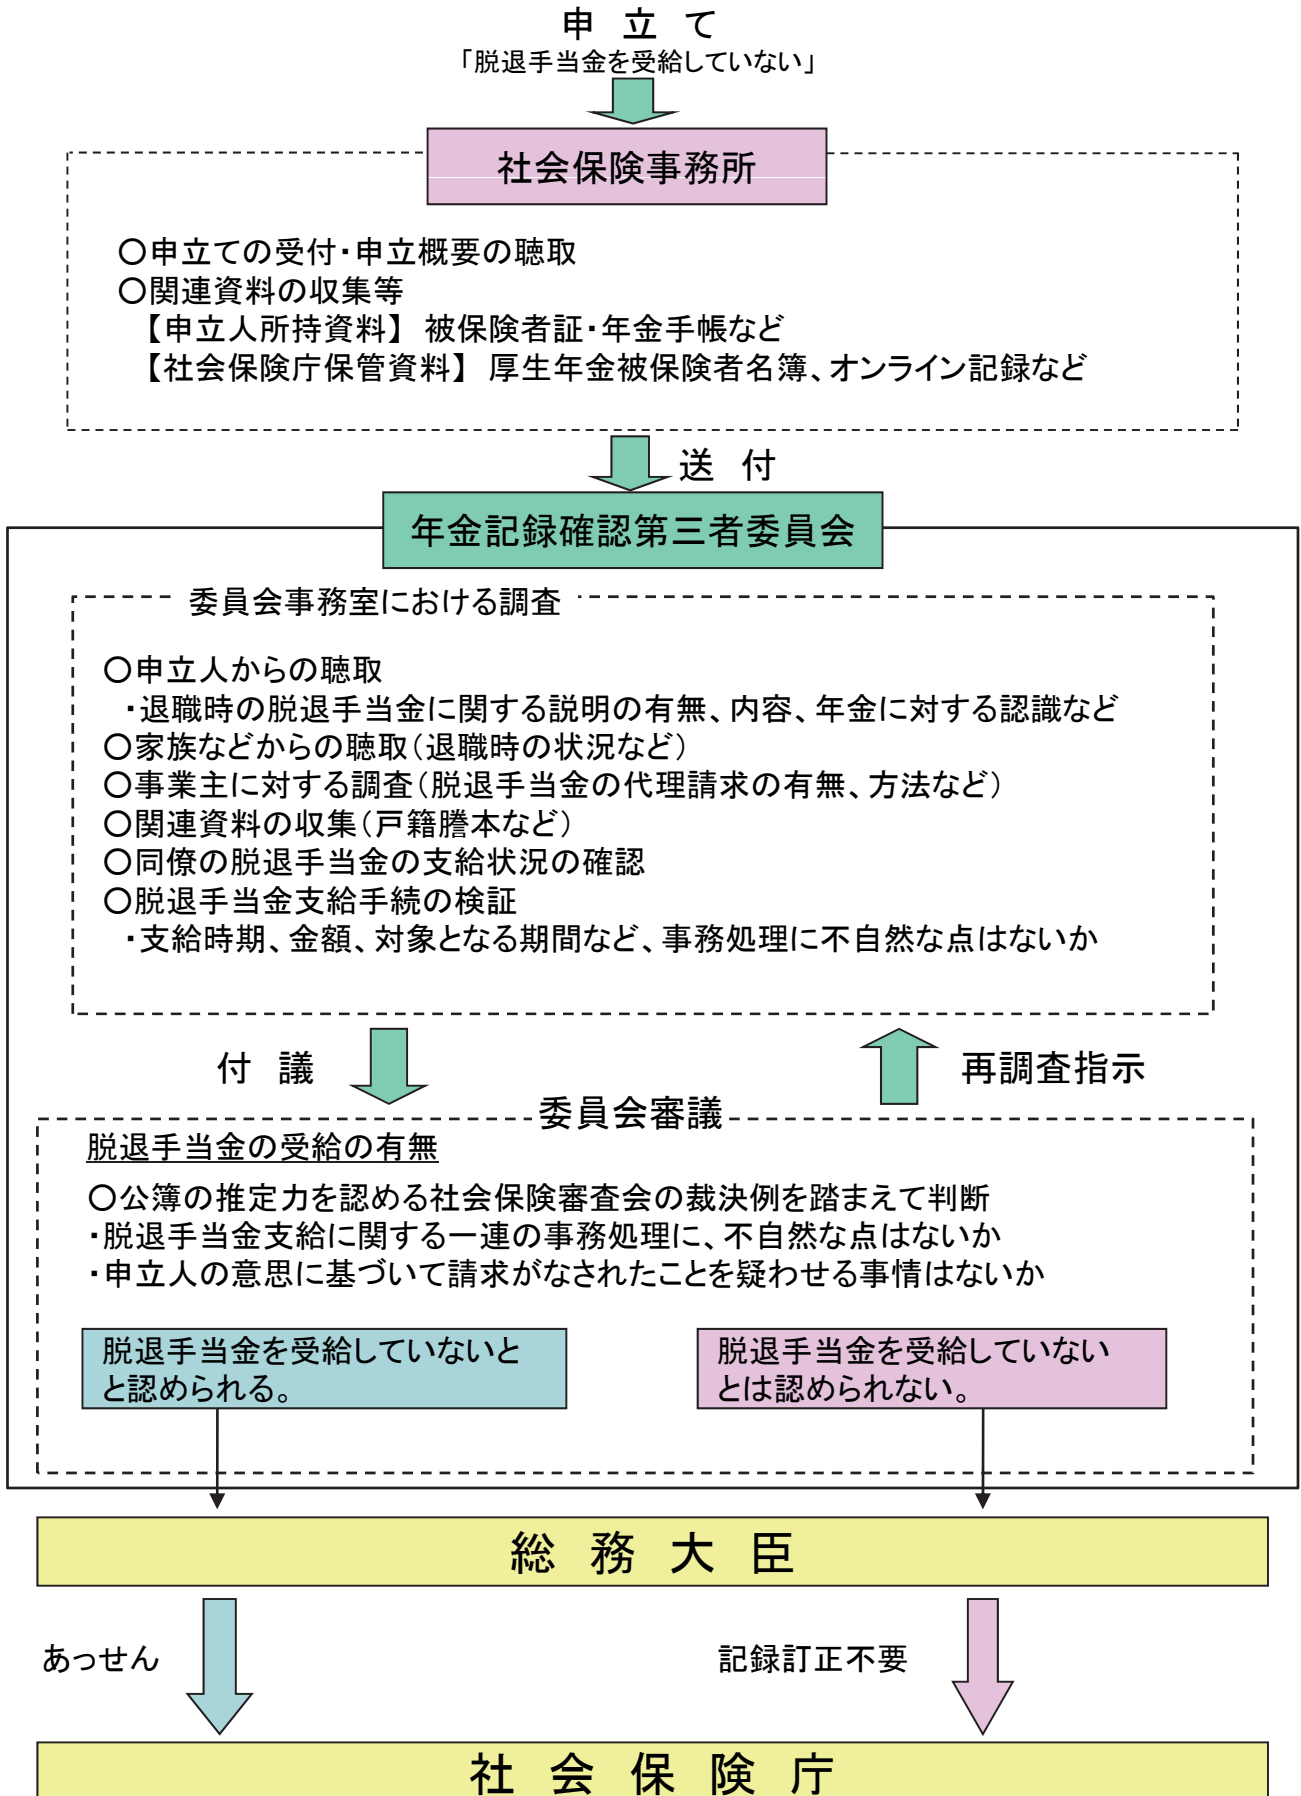 申 立 て
「脱退手当金を受給していない」
社会保険事務所
○申立ての受付・申立概要の聴取
○関連資料の収集等
【申立人所持資料】 被保険者証・年金手帳など
【社会保険庁保管資料】 厚生年金被保険者名簿、オンライン記録など
送 付
年金記録確認第三者委員会
委員会事務室における調査
○申立人からの聴取
・退職時の脱退手当金に関する説明の有無、内容、年金に対する認識など
○家族などからの聴取(退職時の状況など)
○事業主に対する調査(脱退手当金の代理請求の有無、方法など)
○関連資料の収集(戸籍謄本など)
○同僚の脱退手当金の支給状況の確認
○脱退手当金支給手続の検証
・支給時期、金額、対象となる期間など、事務処理に不自然な点はないか
付 議
再調査指示
委員会審議
脱退手当金の受給の有無
○公簿の推定力を認める社会保険審査会の裁決例を踏まえて判断
・脱退手当金支給に関する一連の事務処理に、不自然な点はないか
・申立人の意思に基づいて請求がなされたことを疑わせる事情はないか
脱退手当金を受給していないと
と認められる。
脱退手当金を受給していない
とは認められない。
総 務 大 臣
あっせん
記録訂正不要
社 会 保 険 庁